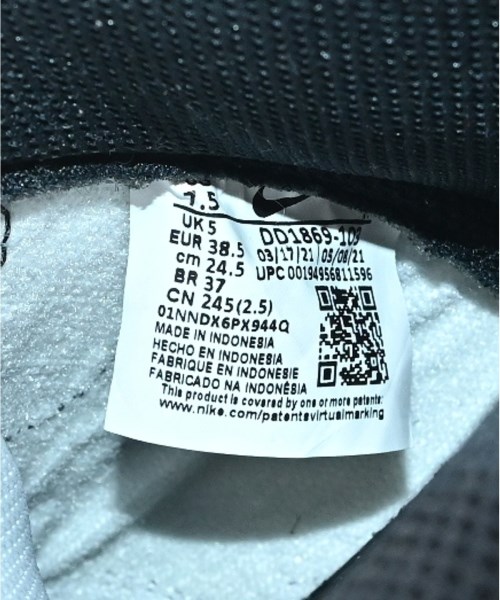 7.5
UK 5
EUR 38.5
cm 24.5
BR 37
CN 245 (2.5)
DD1869-103
03/17/21 05/08/21
UPC 00194956811596
01NNDX6PX944Q
MADE IN INDONESIA
HECHO EN INDONESIA
FABRIQUE EN INDONESIE
FABRICADO NA INDONÉSIA
This product is covered by one or more patents:
www.nike.com/patentsvirtualmarking